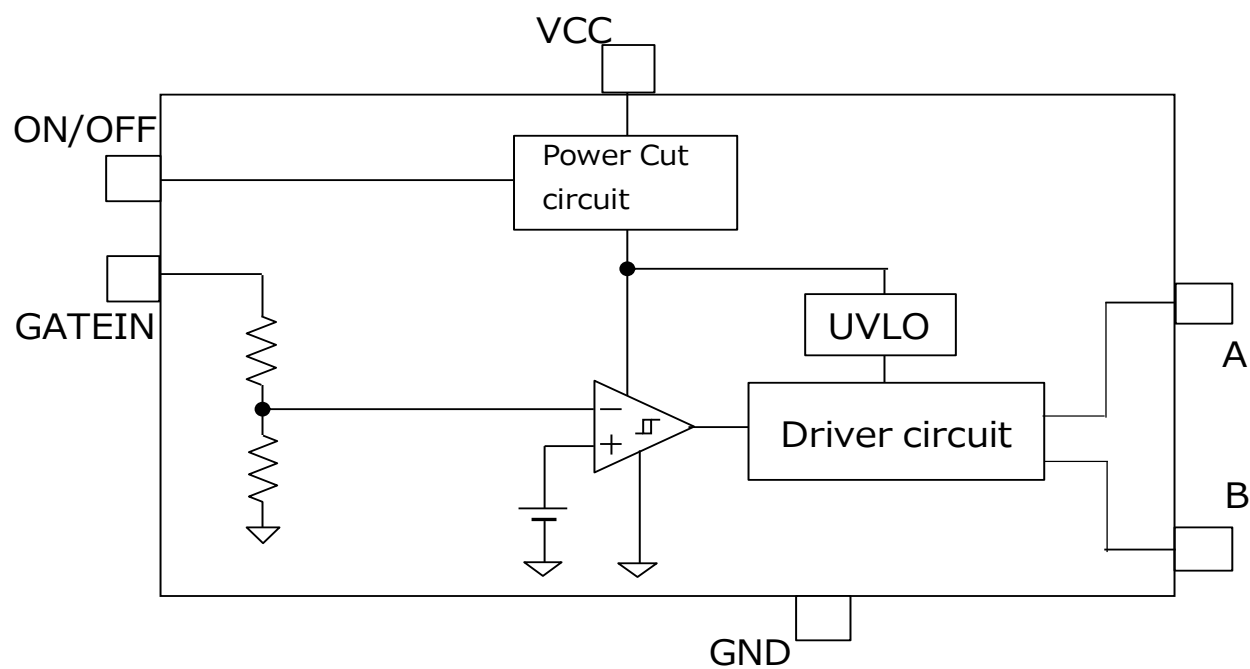 VCC
ON/OFF
Power Cut
circuit
GATEIN
UVLO
A
Driver circuit
B
GND